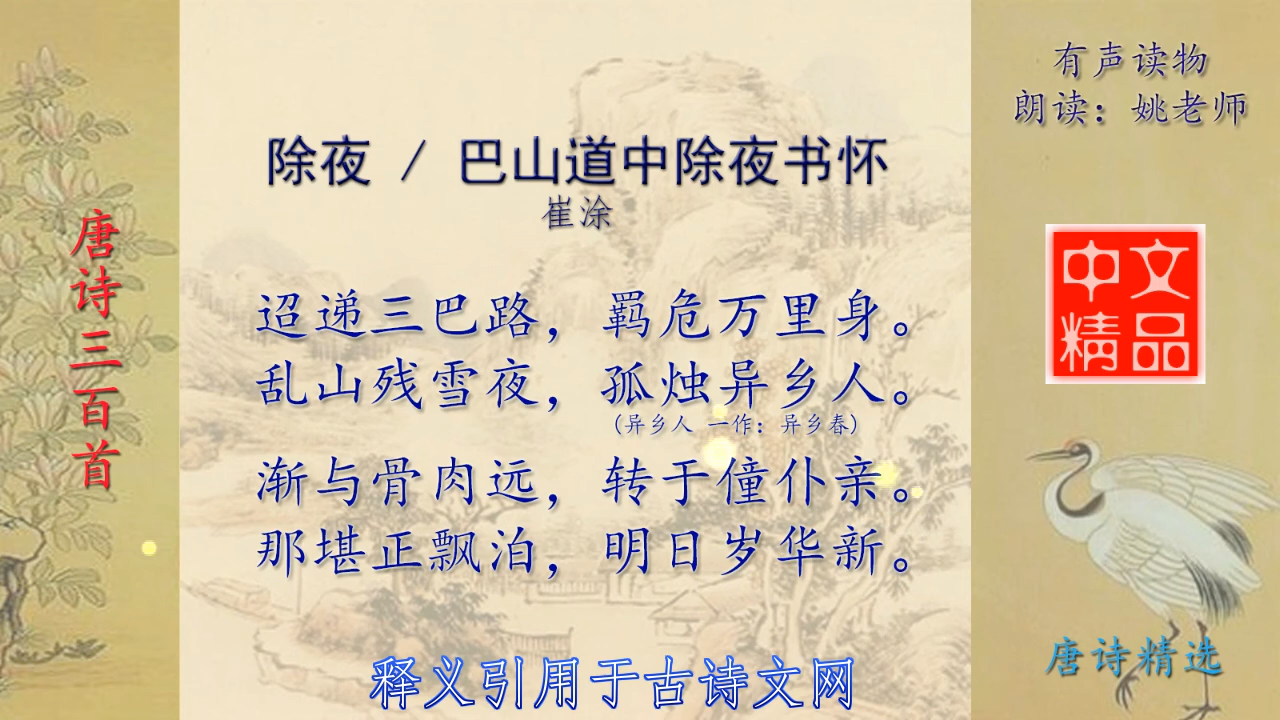 唐诗三百首
除夜 / 巴山道中除夜书怀
崔涂
迢递三巴路，羁危万里身。
乱山残雪夜，孤烛异乡人。
(异乡人 一作：异乡春)
渐与骨肉远，转于僮仆亲。
那堪正飘泊，明日岁华新。
释义引用于古诗文网
有声读物
朗读：姚老师
中文
精品
唐诗精选